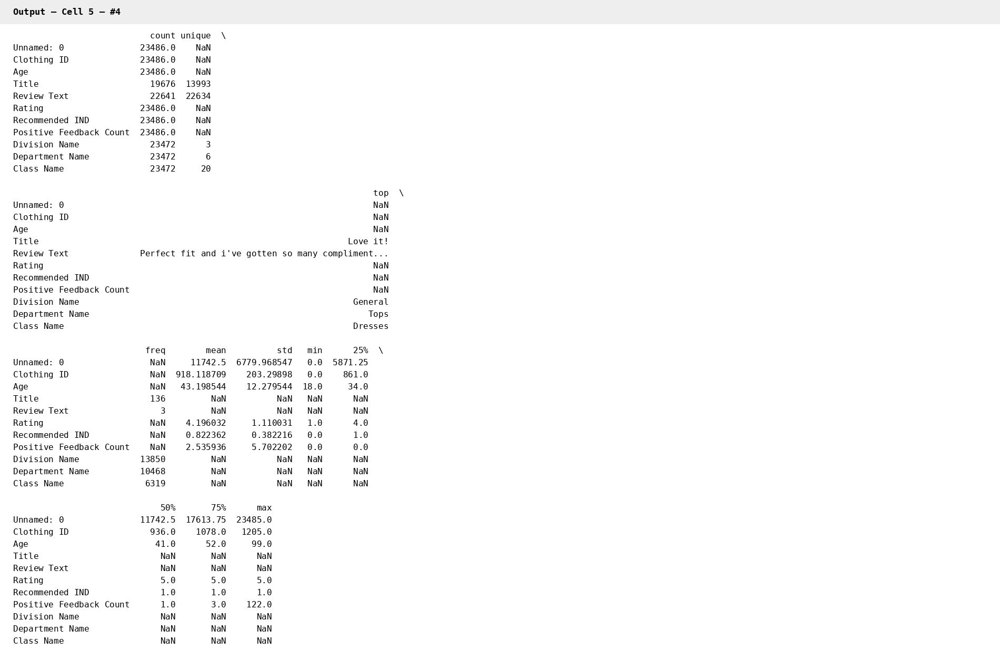 Output — Cell 5 — #4
                           count unique  \
Unnamed: 0               23486.0    NaN
Clothing ID              23486.0    NaN
Age                      23486.0    NaN
Title                      19676  13993
Review Text                22641  22634
Rating                   23486.0    NaN
Recommended IND          23486.0    NaN
Positive Feedback Count  23486.0    NaN
Division Name              23472      3
Department Name            23472      6
Class Name                 23472     20

                                                                       top  \
Unnamed: 0                                                             NaN
Clothing ID                                                            NaN
Age                                                                    NaN
Title                                                             Love it!
Review Text              Perfect fit and i've gotten so many compliment...
Rating                                                                 NaN
Recommended IND                                                        NaN
Positive Feedback Count                                                NaN
Division Name                                                      General
Department Name                                                       Tops
Class Name                                                         Dresses

                          freq        mean          std   min      25%  \
Unnamed: 0                 NaN     11742.5  6779.968547   0.0  5871.25
Clothing ID                NaN  918.118709    203.29898   0.0    861.0
Age                        NaN   43.198544    12.279544  18.0     34.0
Title                      136         NaN          NaN   NaN      NaN
Review Text                  3         NaN          NaN   NaN      NaN
Rating                     NaN    4.196032     1.110031   1.0      4.0
Recommended IND            NaN    0.822362     0.382216   0.0      1.0
Positive Feedback Count    NaN    2.535936     5.702202   0.0      0.0
Division Name            13850         NaN          NaN   NaN      NaN
Department Name          10468         NaN          NaN   NaN      NaN
Class Name                6319         NaN          NaN   NaN      NaN

                             50%       75%      max
Unnamed: 0               11742.5  17613.75  23485.0
Clothing ID                936.0    1078.0   1205.0
Age                         41.0      52.0     99.0
Title                        NaN       NaN      NaN
Review Text                  NaN       NaN      NaN
Rating                       5.0       5.0      5.0
Recommended IND              1.0       1.0      1.0
Positive Feedback Count      1.0       3.0    122.0
Division Name                NaN       NaN      NaN
Department Name              NaN       NaN      NaN
Class Name                   NaN       NaN      NaN